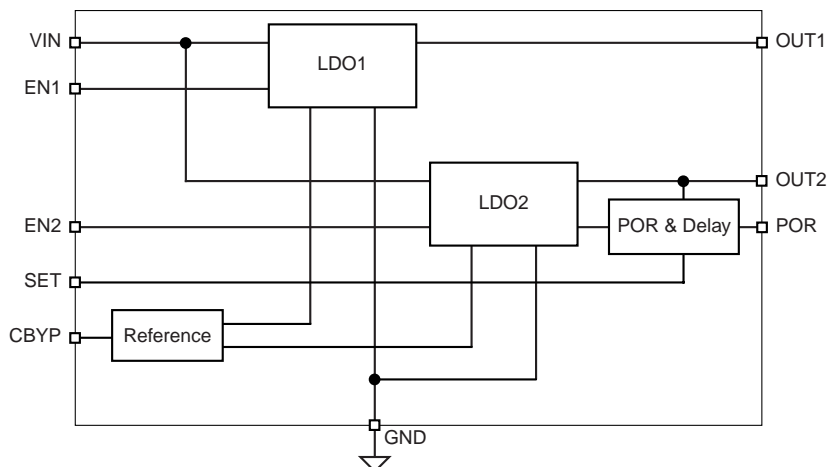 VIN
LDO1
OUT1
EN1
OUT2
LDO2
EN2
POR & Delay
POR
SET
CBYP
Reference
GND